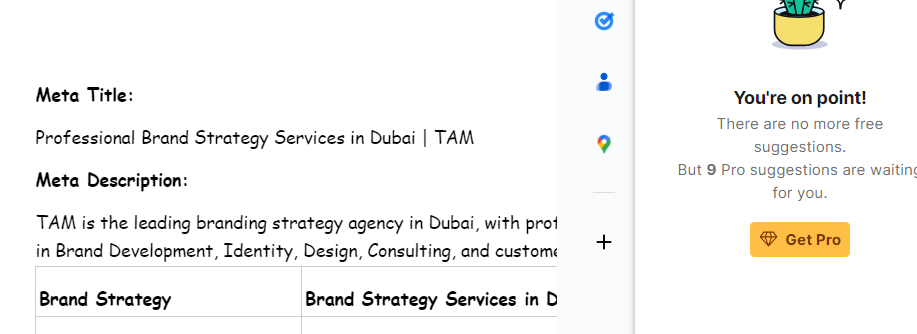 Meta Title:
Professional Brand Strategy Services in Dubai | TAM
Meta Description:
TAM is the leading branding strategy agency in Dubai, with
in Brand Development, Identity, Design, Consulting, and
Brand Strategy
Brand Strategy Services in
You're on point!
There are no more free
suggestions.
But 9 Pro suggestions are waiting
for you.
Get Pro